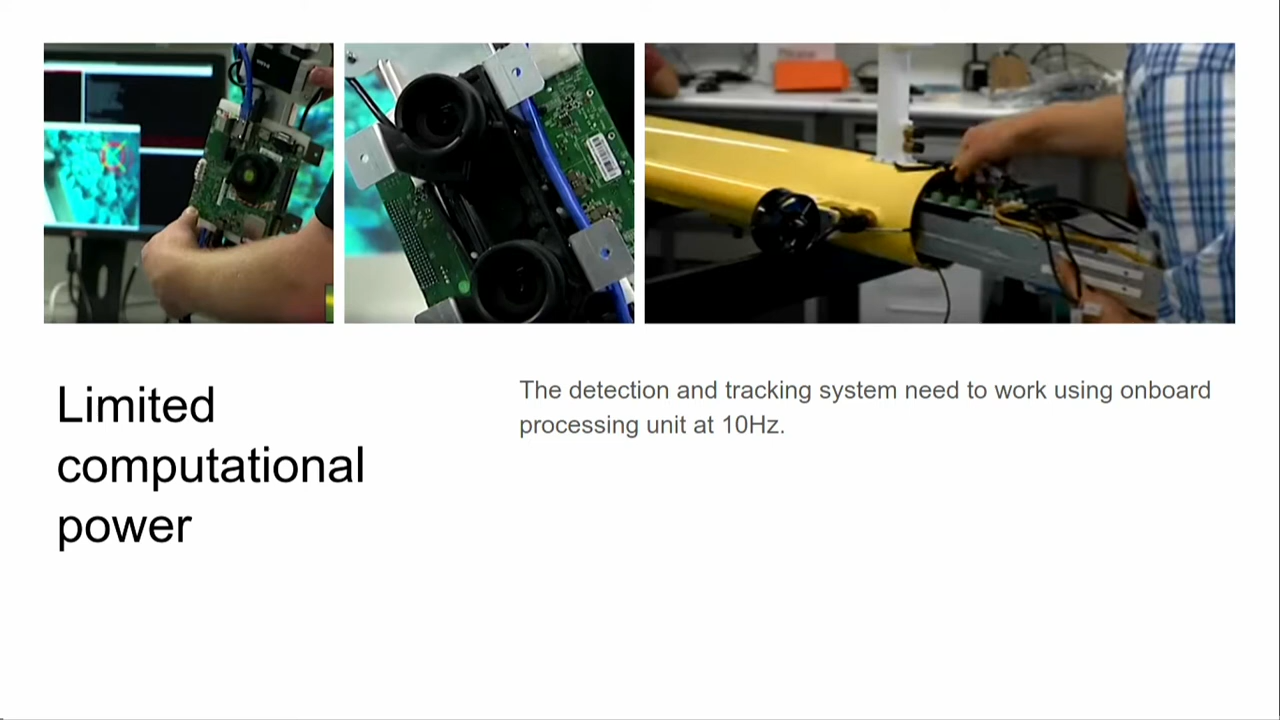 Limited
computational
power
The detection and tracking system need to work using onboard
processing unit at 10Hz.